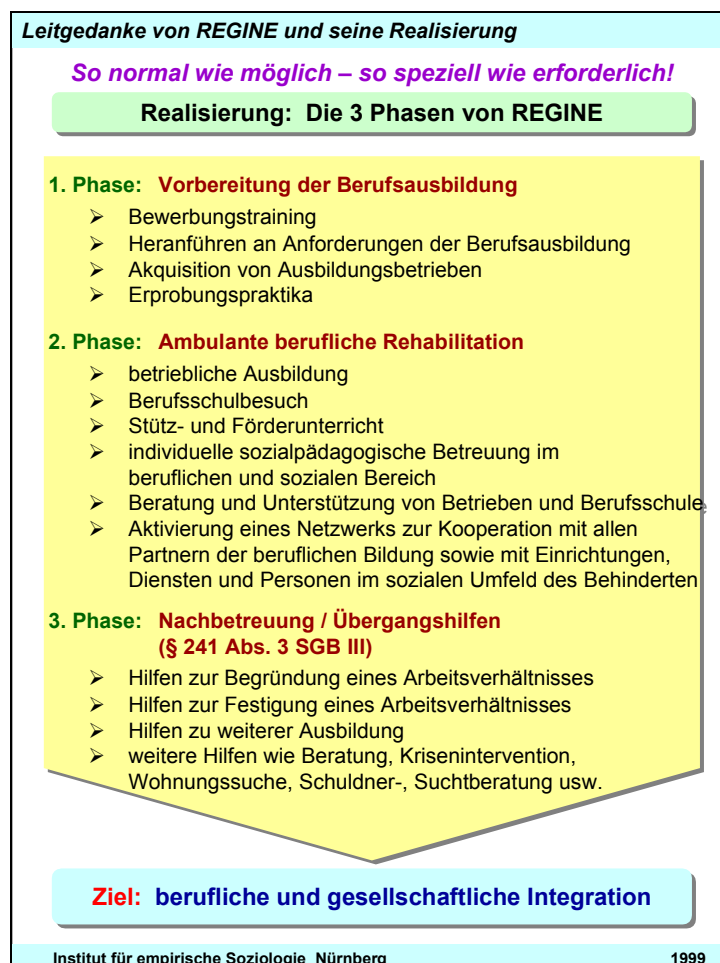 Leitgedanke von REGINE und seine Realisierung
So normal wie möglich – so speziell wie erforderlich!
Realisierung: Die 3 Phasen von REGINE
1. Phase: Vorbereitung der Berufsausbildung
➢ Bewerbungstraining
➢ Heranführen an Anforderungen der Berufsausbildung
➢ Akquisition von Ausbildungsbetrieben
➢ Erprobungspraktika
2. Phase: Ambulante berufliche Rehabilitation
➢ betriebliche Ausbildung
➢ Berufsschulbesuch
➢ Stütz- und Förderunterricht
➢ individuelle sozialpädagogische Betreuung im
beruflichen und sozialen Bereich
➢ Beratung und Unterstützung von Betrieben und Berufsschule
➢ Aktivierung eines Netzwerks zur Kooperation mit allen
Partnern der beruflichen Bildung sowie mit Einrichtungen,
Diensten und Personen im sozialen Umfeld des Behinderten
3. Phase: Nachbetreuung / Übergangshilfen
(§ 241 Abs. 3 SGB III)
➢ Hilfen zur Begründung eines Arbeitsverhältnisses
➢ Hilfen zur Festigung eines Arbeitsverhältnisses
➢ Hilfen zu weiterer Ausbildung
➢ weitere Hilfen wie Beratung, Krisenintervention,
Wohnungssuche, Schuldner-, Suchtberatung usw.
Ziel: berufliche und gesellschaftliche Integration
Institut für empirische Soziologie Nürnberg 1999